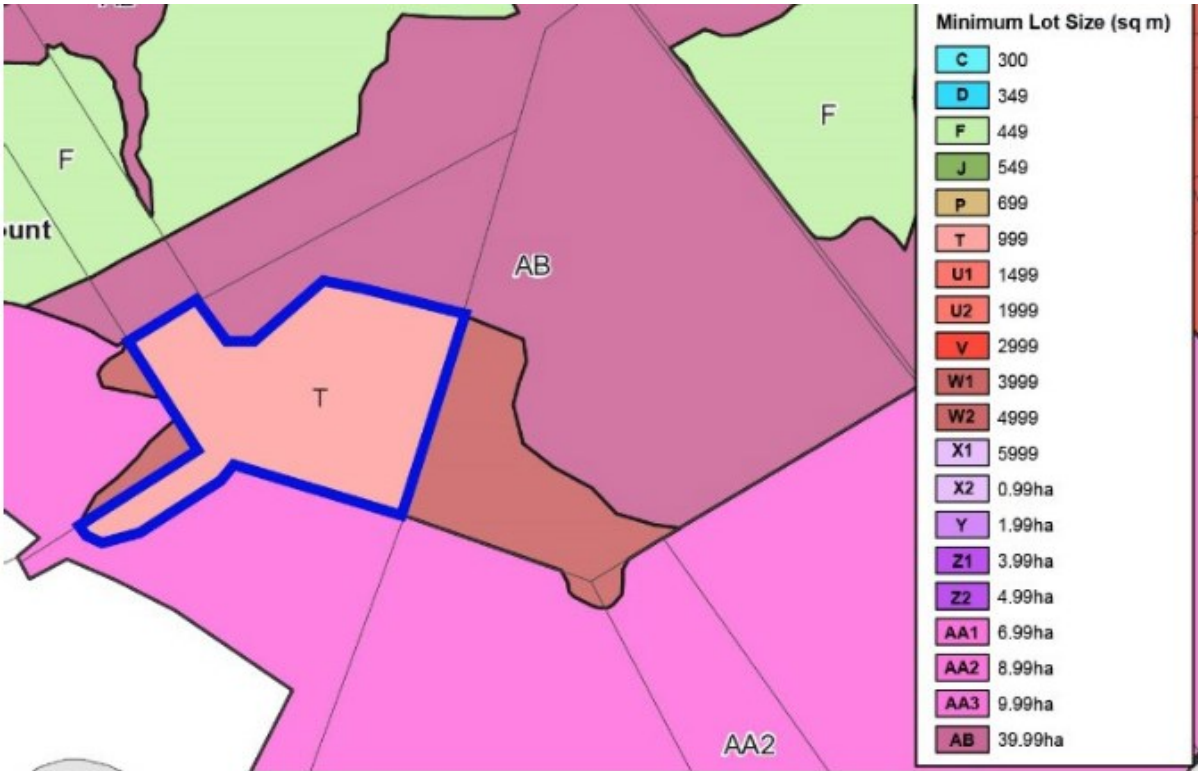 F
F
ount
AB
T
AA2
Minimum Lot Size (sq m)
C 300
D 349
F 449
J 549
P 699
T 999
U1 1499
U2 1999
V 2999
W1 3999
W2 4999
X1 5999
X2 0.99ha
Y 1.99ha
Z1 3.99ha
Z2 4.99ha
AA1 6.99ha
AA2 8.99ha
AA3 9.99ha
AB 39.99ha